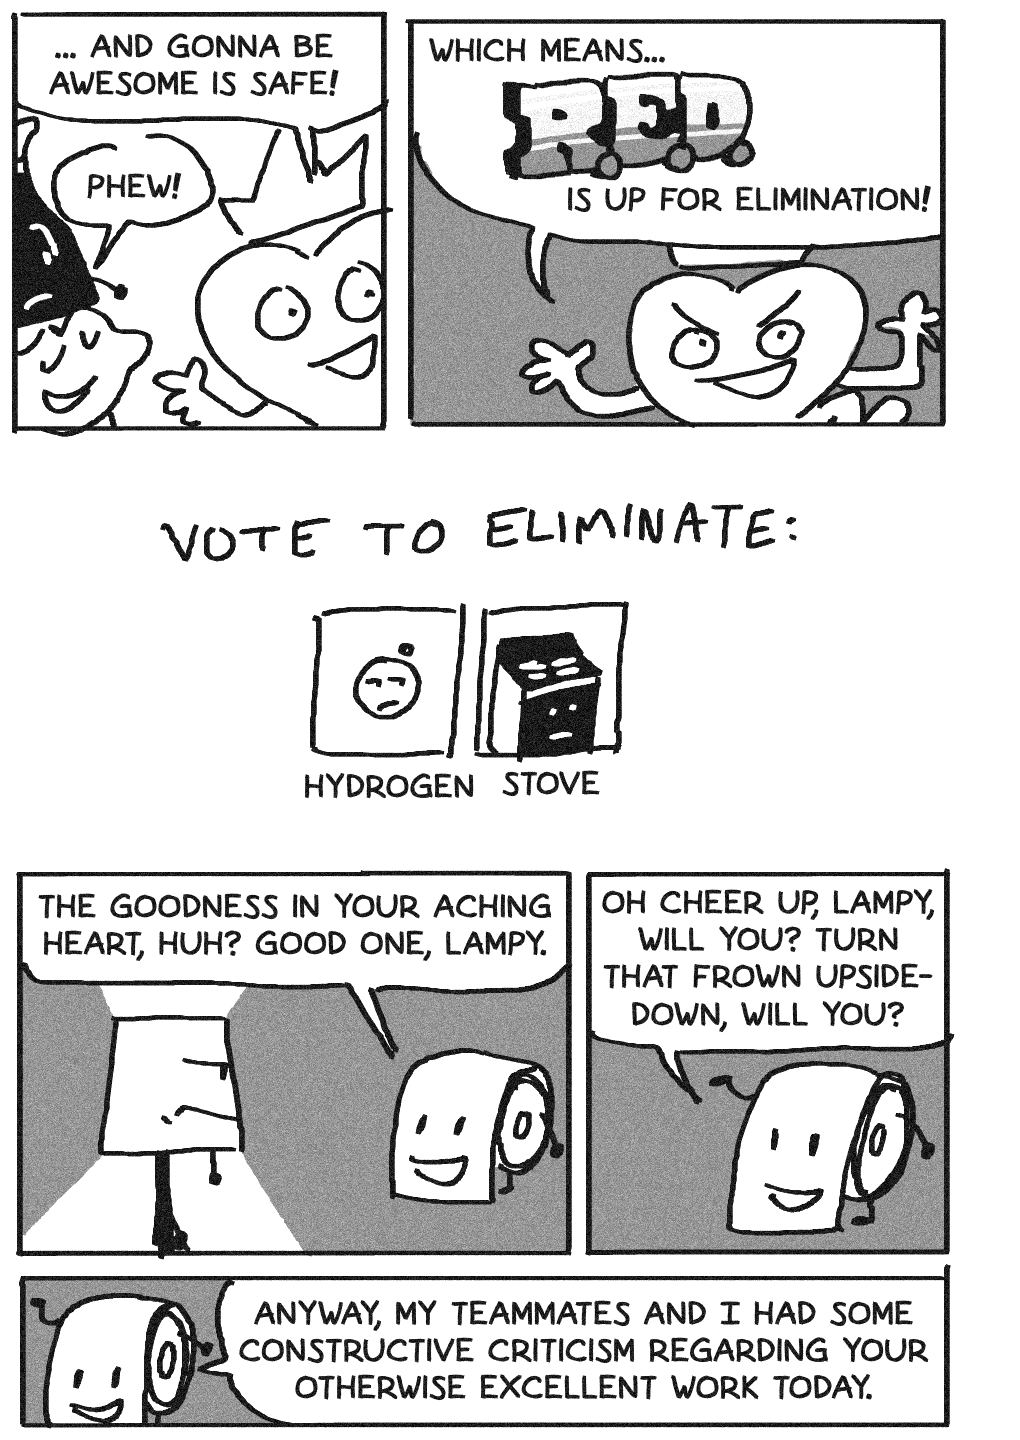 ... AND GONNA BE
AWESOME IS SAFE!
PHEW!
WHICH MEANS...
RED
IS UP FOR ELIMINATION!
VOTE TO ELIMINATE:
HYDROGEN STOVE
THE GOODNESS IN YOUR ACHING
HEART, HUH? GOOD ONE, LAMPY.
OH CHEER UP, LAMPY,
WILL YOU? TURN
THAT FROWN UPSIDE-
DOWN, WILL YOU?
ANYWAY, MY TEAMMATES AND I HAD SOME
CONSTRUCTIVE CRITICISM REGARDING YOUR
OTHERWISE EXCELLENT WORK TODAY.